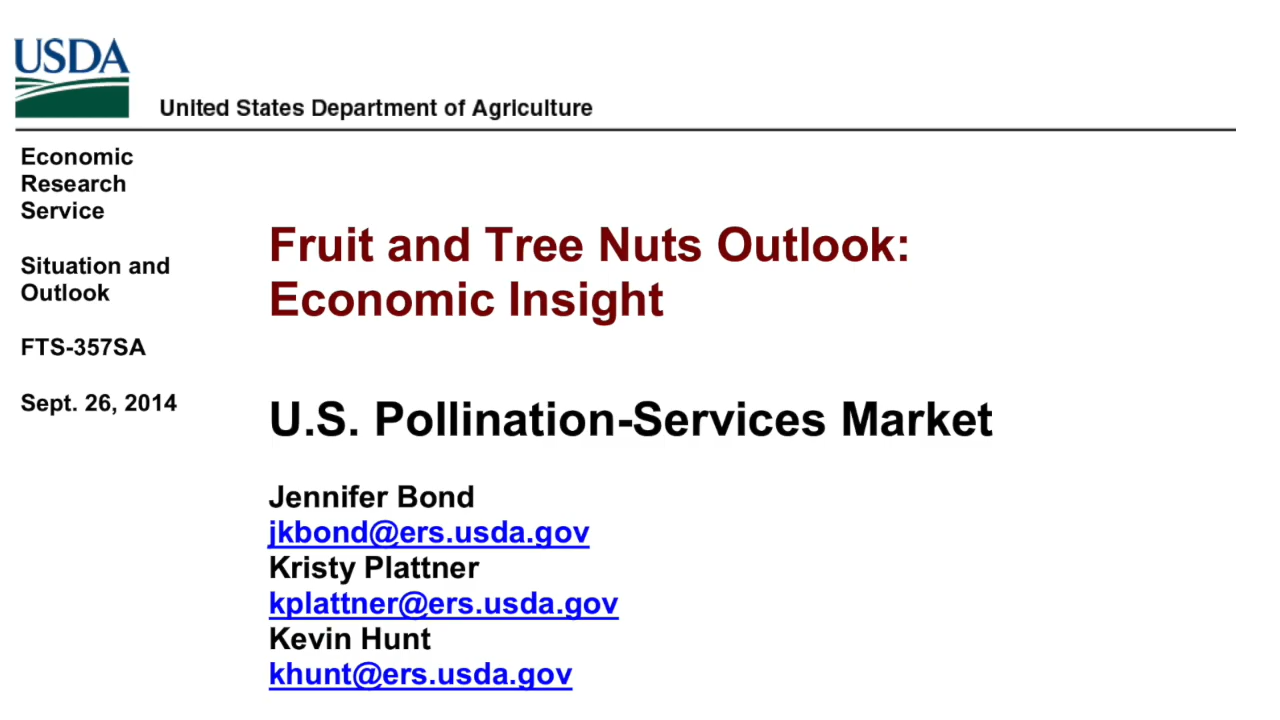 USDA
United States Department of Agriculture
Economic
Research
Service
Situation and
Outlook
FTS-357SA
Sept. 26, 2014
Fruit and Tree Nuts Outlook:
Economic Insight
U.S. Pollination-Services Market
Jennifer Bond
jkbond@ers.usda.gov
Kristy Plattner
kplattner@ers.usda.gov
Kevin Hunt
khunt@ers.usda.gov